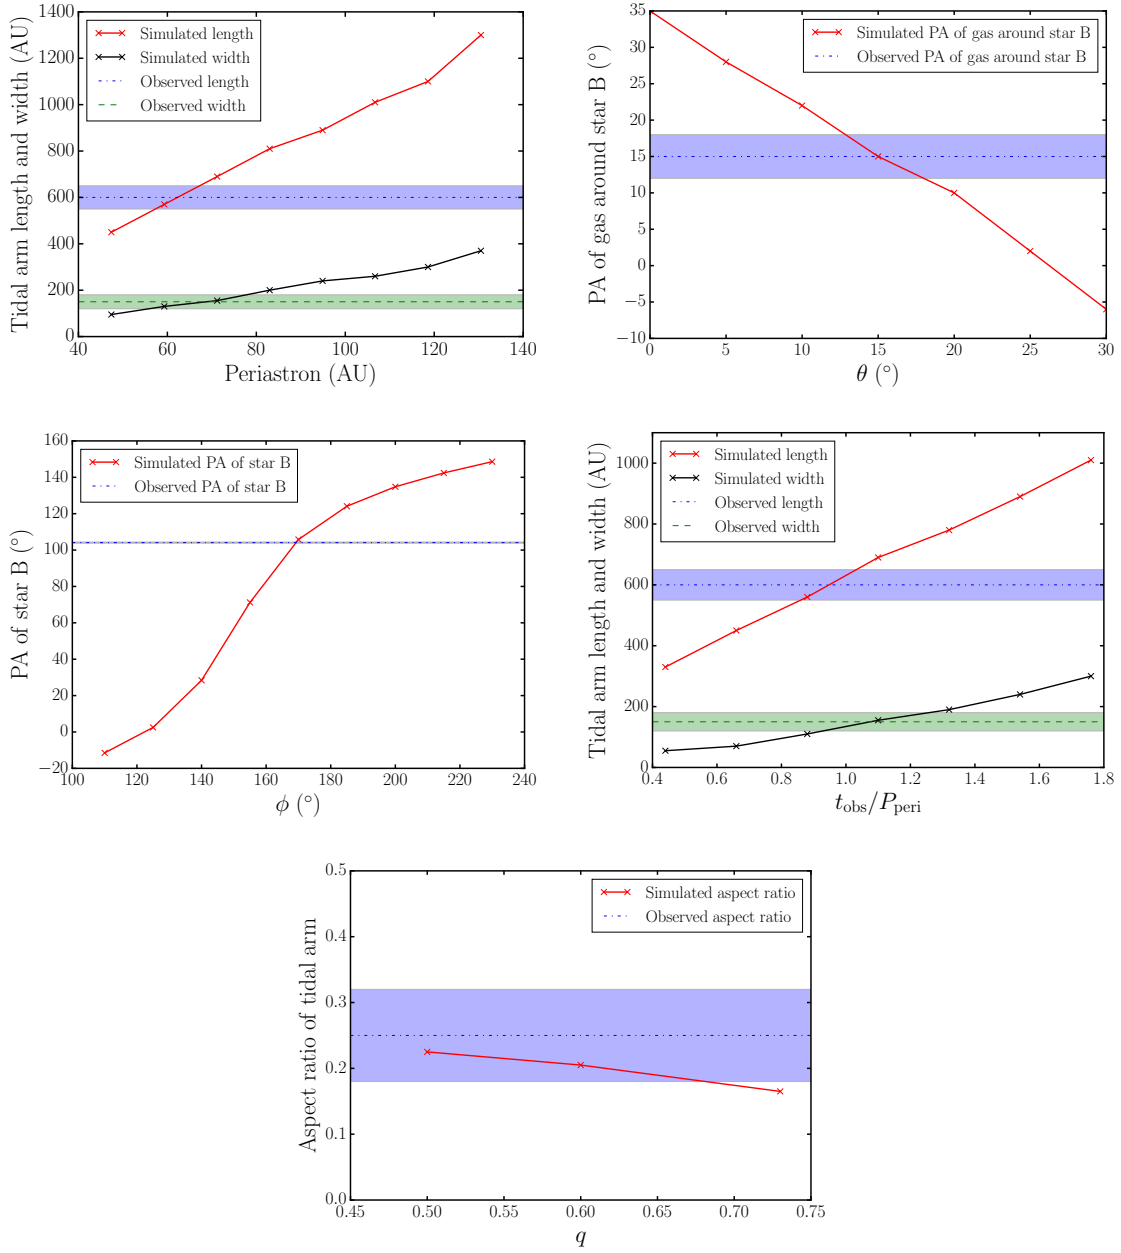 Simulated length
Simulated width
Observed length
Observed width
Tidal arm length and width (AU)
0
200
400
600
800
1000
1200
1400
40 60 80 100 120 140
Periastron (AU)
Simulated PA of gas around star B
Observed PA of gas around star B
PA of gas around star B (°)
35
30
25
20
15
10
5
0
−5
−10
0 5 10 15 20 25 30
θ (°)
Simulated PA of star B
Observed PA of star B
PA of star B (°)
160
140
120
100
80
60
40
20
0
−20
100 120 140 160 180 200 220 240
ϕ (°)
Simulated length
Simulated width
Observed length
Observed width
Tidal arm length and width (AU)
1000
800
600
400
200
0
0.4 0.6 0.8 1.0 1.2 1.4 1.6 1.8
t_obs/P_peri
Simulated aspect ratio
Observed aspect ratio
Aspect ratio of tidal arm
0.5
0.4
0.3
0.2
0.1
0.0
0.45 0.50 0.55 0.60 0.65 0.70 0.75
q